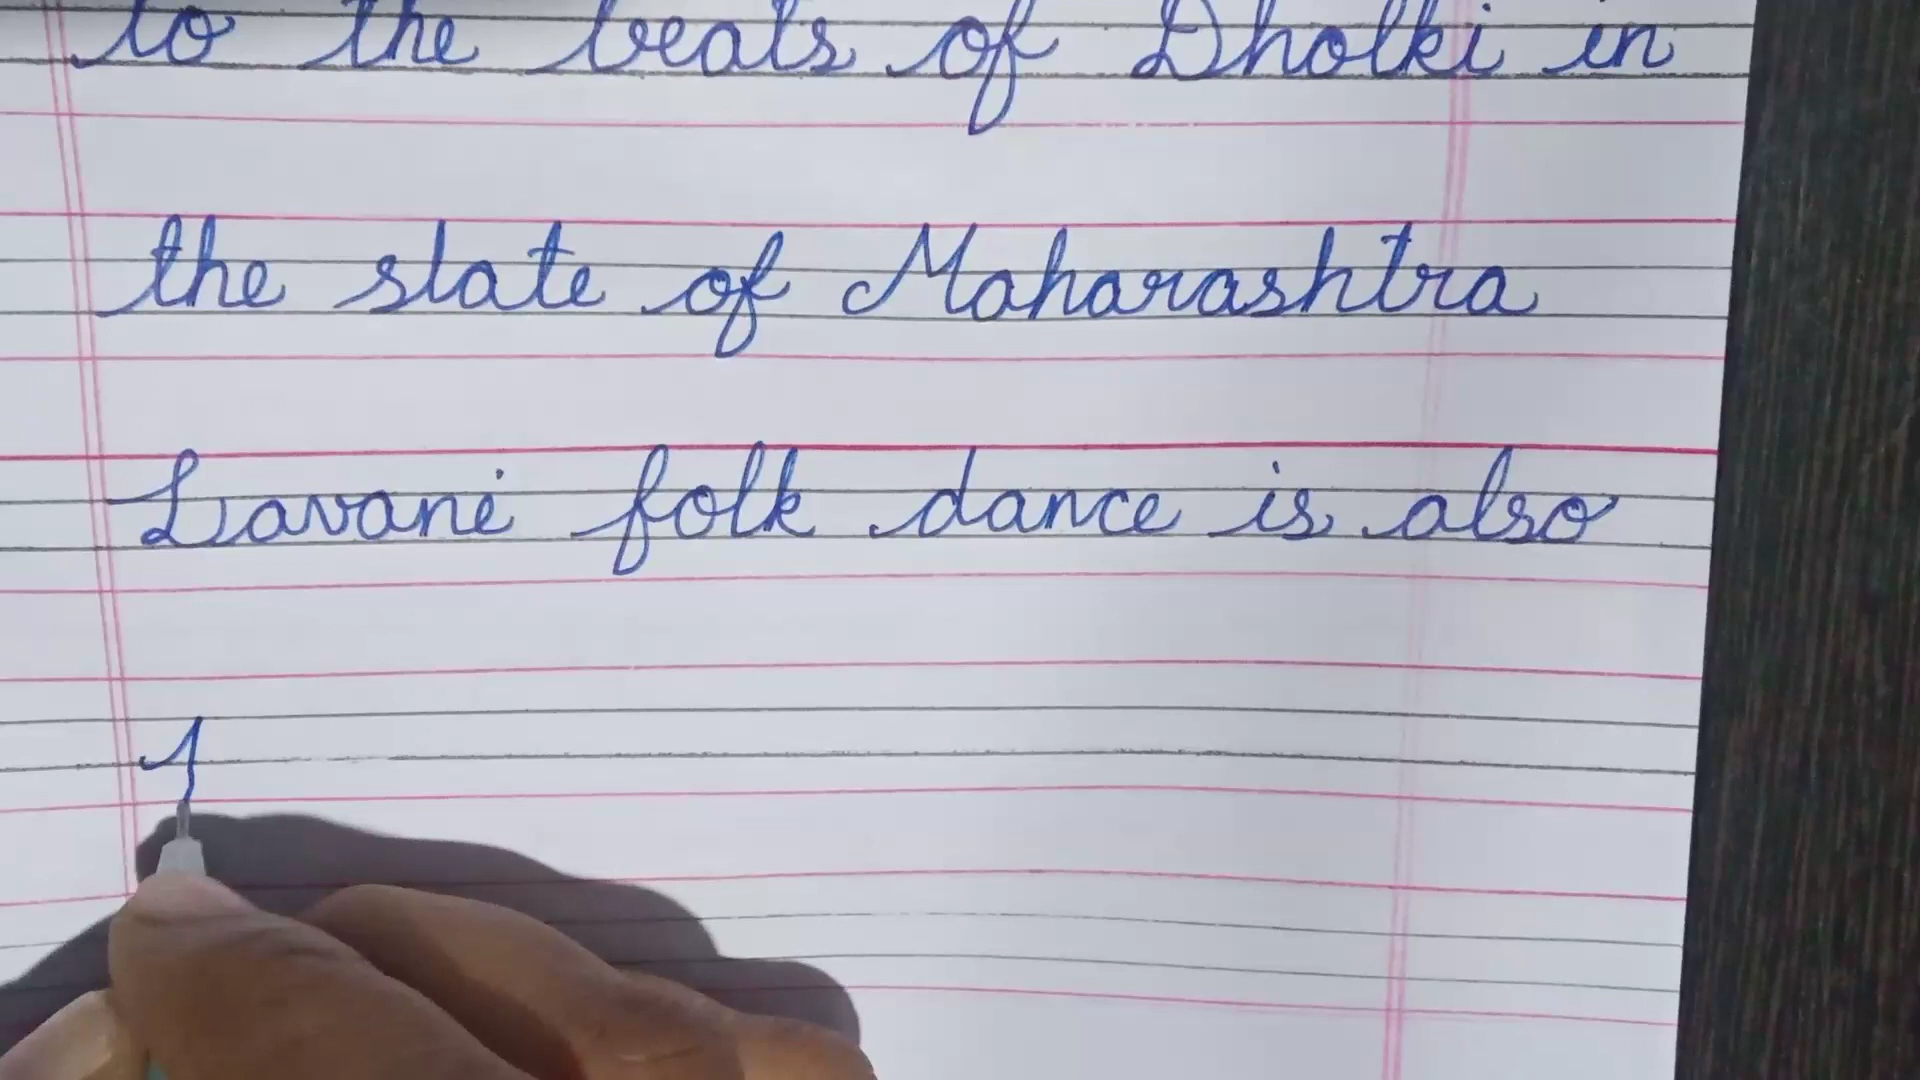 to the beats of Dholki in
the state of Maharashtra
Lavani folk dance is also